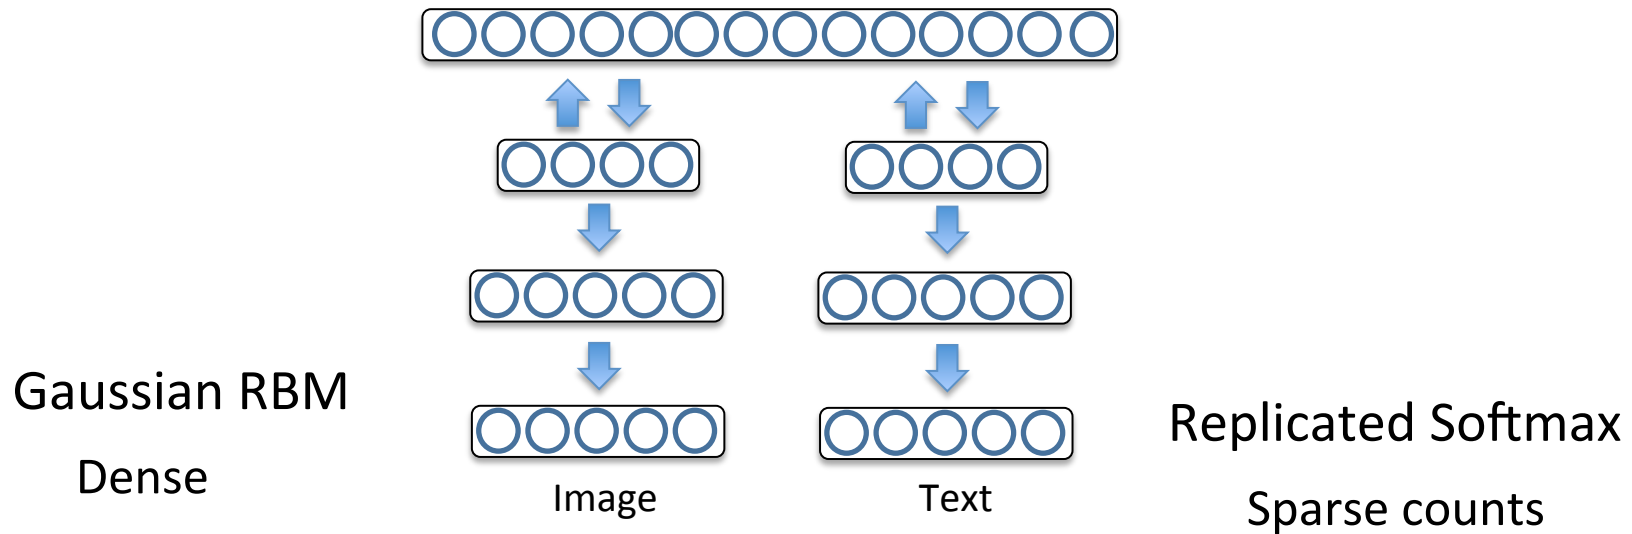 Gaussian RBM
Dense
Image
Text
Replicated Softmax
Sparse counts